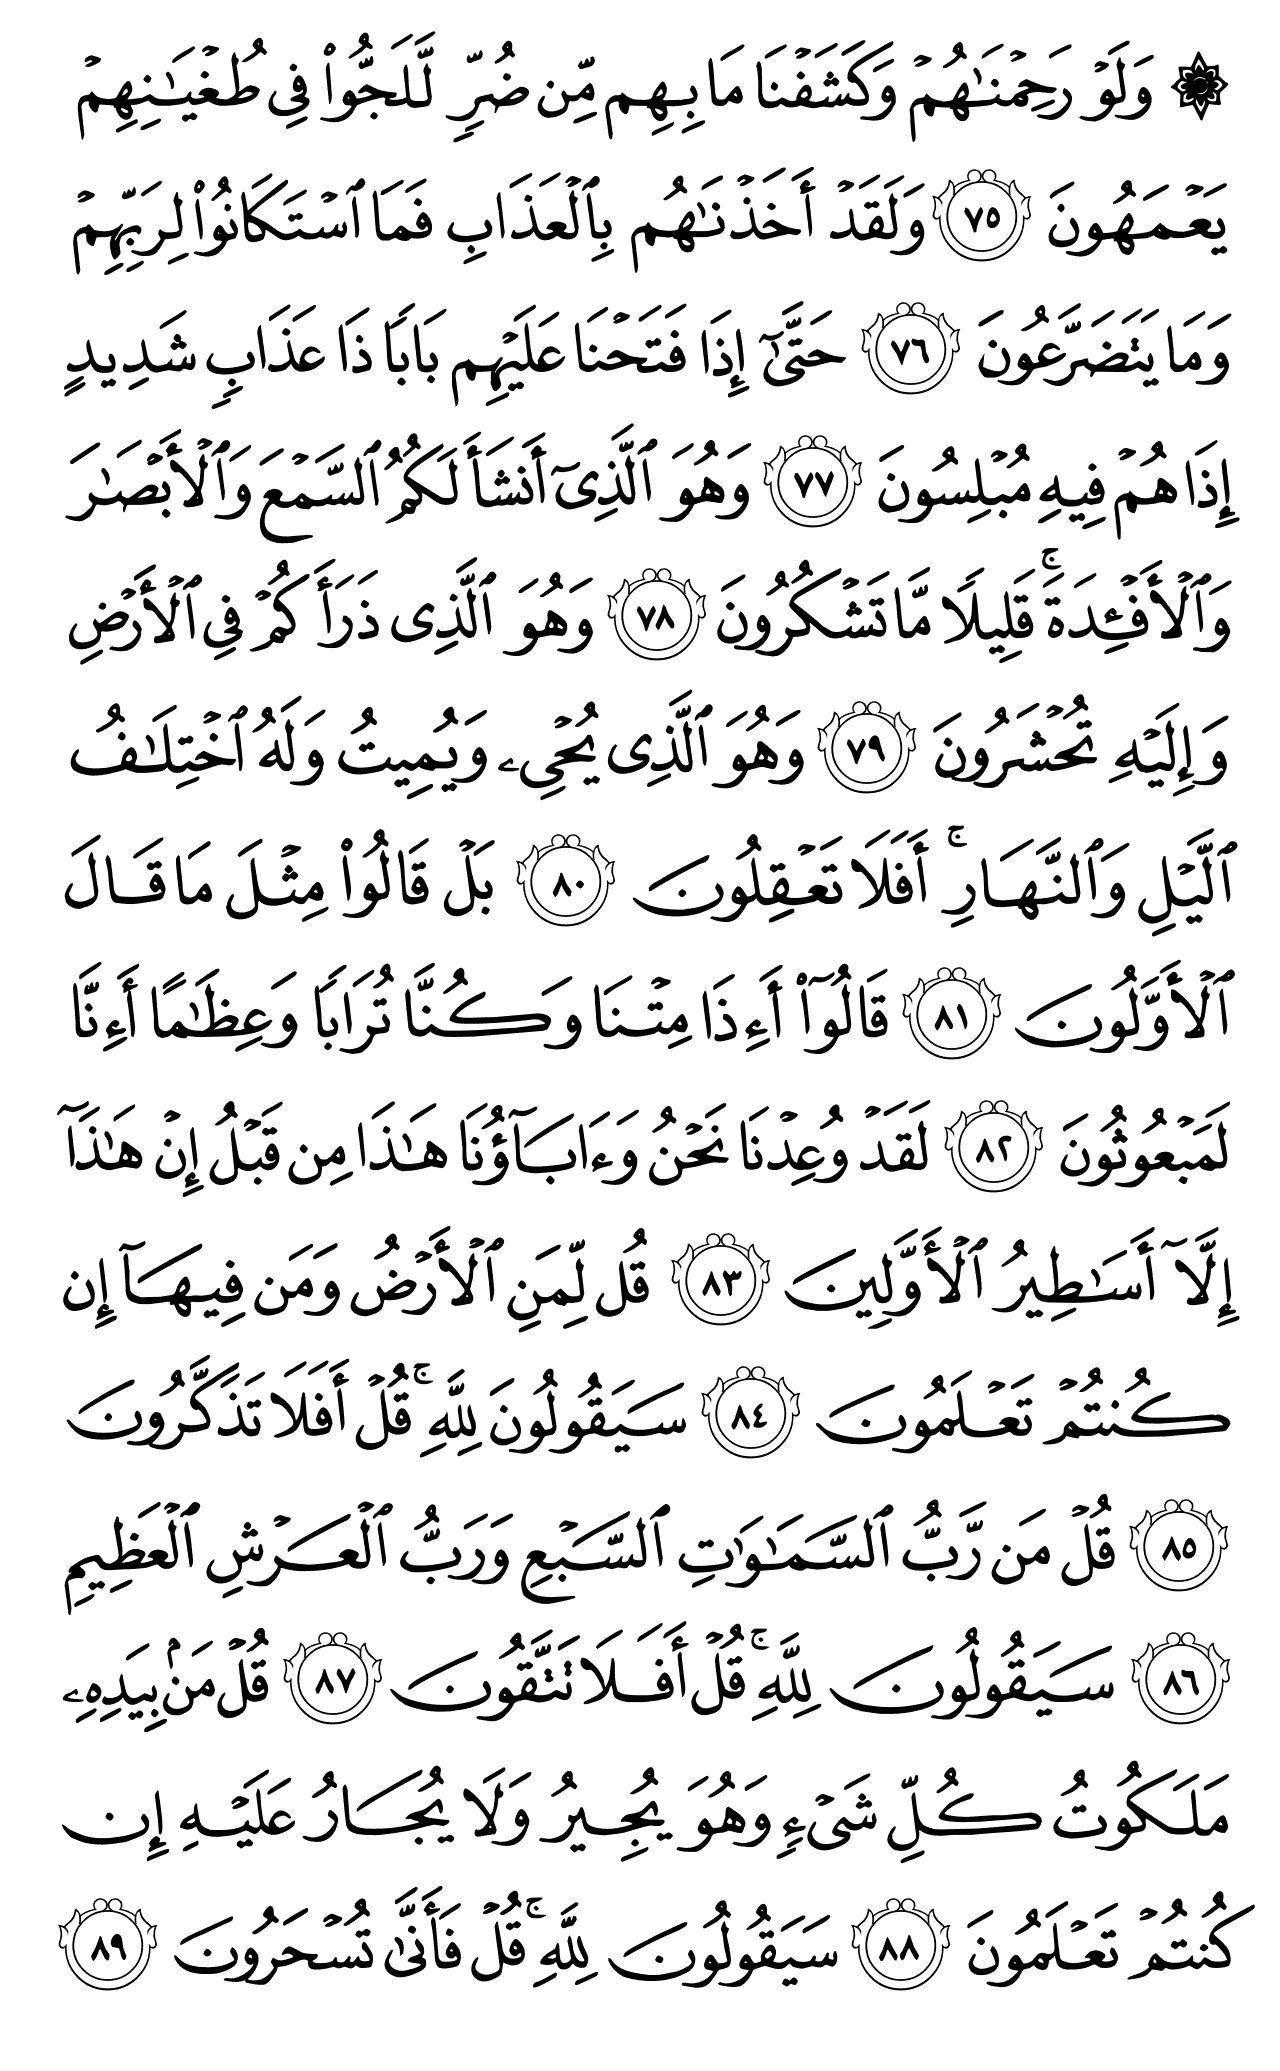 ۞ وَلَوْ رَحِمْنَٰهُمْ وَكَشَفْنَا مَا بِهِم مِّن ضُرٍّ لَّلَجُّوا۟ فِى طُغْيَٰنِهِمْ
يَعْمَهُونَ ٧٥ وَلَقَدْ أَخَذْنَٰهُم بِٱلْعَذَابِ فَمَا ٱسْتَكَانُوا۟ لِرَبِّهِمْ
وَمَا يَتَضَرَّعُونَ ٧٦ حَتَّىٰٓ إِذَا فَتَحْنَا عَلَيْهِم بَابًا ذَا عَذَابٍ شَدِيدٍ
إِذَا هُمْ فِيهِ مُبْلِسُونَ ٧٧ وَهُوَ ٱلَّذِىٓ أَنشَأَ لَكُمُ ٱلسَّمْعَ وَٱلْأَبْصَٰرَ
وَٱلْأَفْـِٔدَةَ ۚ قَلِيلًا مَّا تَشْكُرُونَ ٧٨ وَهُوَ ٱلَّذِى ذَرَأَكُمْ فِى ٱلْأَرْضِ
وَإِلَيْهِ تُحْشَرُونَ ٧٩ وَهُوَ ٱلَّذِى يُحْىِۦ وَيُمِيتُ وَلَهُ ٱخْتِلَٰفُ
ٱلَّيْلِ وَٱلنَّهَارِ ۚ أَفَلَا تَعْقِلُونَ ٨٠ بَلْ قَالُوا۟ مِثْلَ مَا قَالَ
ٱلْأَوَّلُونَ ٨١ قَالُوٓا۟ أَءِذَا مِتْنَا وَكُنَّا تُرَابًا وَعِظَٰمًا أَءِنَّا
لَمَبْعُوثُونَ ٨٢ لَقَدْ وُعِدْنَا نَحْنُ وَءَابَآؤُنَا هَٰذَا مِن قَبْلُ إِنْ هَٰذَآ
إِلَّآ أَسَٰطِيرُ ٱلْأَوَّلِينَ ٨٣ قُل لِّمَنِ ٱلْأَرْضُ وَمَن فِيهَآ إِن
كُنتُمْ تَعْلَمُونَ ٨٤ سَيَقُولُونَ لِلَّهِ ۚ قُلْ أَفَلَا تَذَكَّرُونَ
٨٥ قُلْ مَن رَّبُّ ٱلسَّمَٰوَٰتِ ٱلسَّبْعِ وَرَبُّ ٱلْعَرْشِ ٱلْعَظِيمِ
٨٦ سَيَقُولُونَ لِلَّهِ ۚ قُلْ أَفَلَا تَتَّقُونَ ٨٧ قُلْ مَنۢ بِيَدِهِۦ
مَلَكُوتُ كُلِّ شَىْءٍ وَهُوَ يُجِيرُ وَلَا يُجَارُ عَلَيْهِ إِن
كُنتُمْ تَعْلَمُونَ ٨٨ سَيَقُولُونَ لِلَّهِ ۚ قُلْ فَأَنَّىٰ تُسْحَرُونَ ٨٩